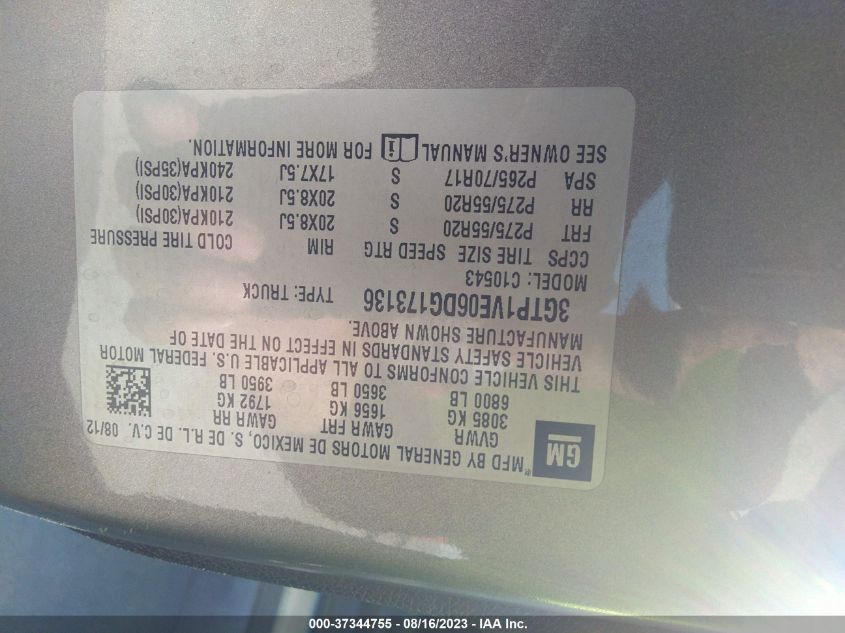 GM
MFD BY GENERAL MOTORS DE MEXICO, S. DE R.L. DE C.V. 08/12
GVWR GAWR FRT GAWR RR
3085 KG 1656 KG 1792 KG
6800 LB 3650 LB 3950 LB
THIS VEHICLE CONFORMS TO ALL APPLICABLE U.S. FEDERAL MOTOR
VEHICLE SAFETY STANDARDS IN EFFECT ON THE DATE OF
MANUFACTURE SHOWN ABOVE.
3GTP1VE06DG173136 TYPE: TRUCK
MODEL: C10543
CCPS TIRE SIZE SPEED RTG RIM COLD TIRE PRESSURE
FRT P275/55R20 S 20X8.5J 210KPA(30PSI)
RR P275/55R20 S 20X8.5J 210KPA(30PSI)
SPA P265/70R17 S 17X7.5J 240KPA(35PSI)
SEE OWNER'S MANUAL FOR MORE INFORMATION.
000-37344755 - 08/16/2023 - IAA Inc.